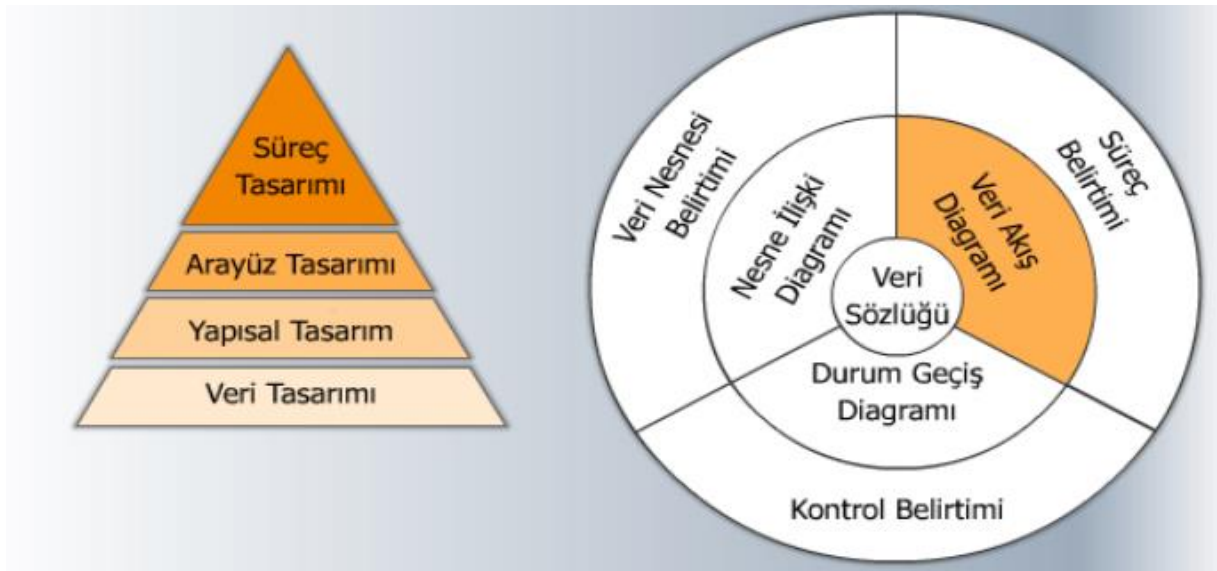 Süreç
Tasarımı
Arayüz Tasarımı
Yapısal Tasarım
Veri Tasarımı
Veri Nesnesi
Belirtimi
Nesne İlişki
Diagramı
Süreç
Belirtimi
Veri Akış
Diagramı
Veri
Sözlüğü
Durum Geçiş
Diagramı
Kontrol Belirtimi